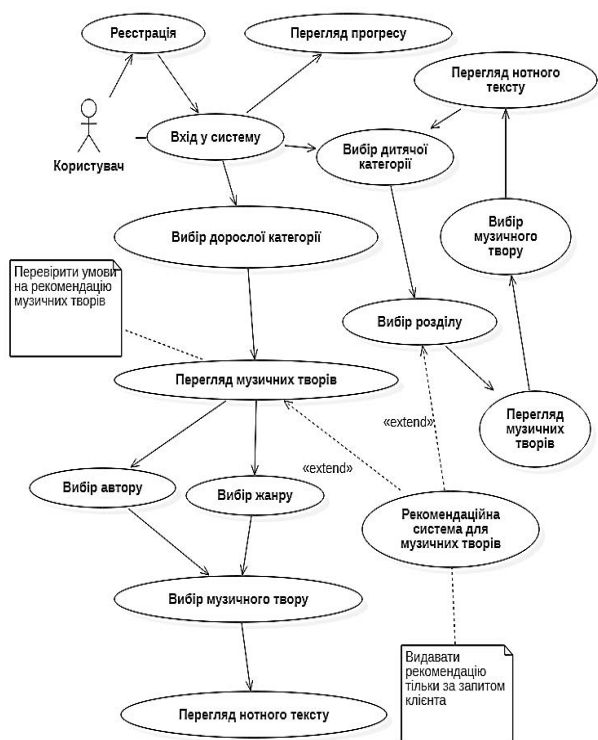 Реєстрація
Перегляд прогресу
Перегляд нотного
тексту
Вхід у систему
Вибір дитячої
категорії
Користувач
Вибір дорослої категорії
Вибір
музичного
твору
Перевірити умови
на рекомендацію
музичних творів
Вибір розділу
Перегляд музичних творів
Перегляд
музичних
творів
«extend»
«extend»
Вибір автору
Вибір жанру
Рекомендаційна
система для
музичних творів
Вибір музичного твору
Видавати
рекомендацію
тільки за запитом
клієнта
Перегляд нотного тексту